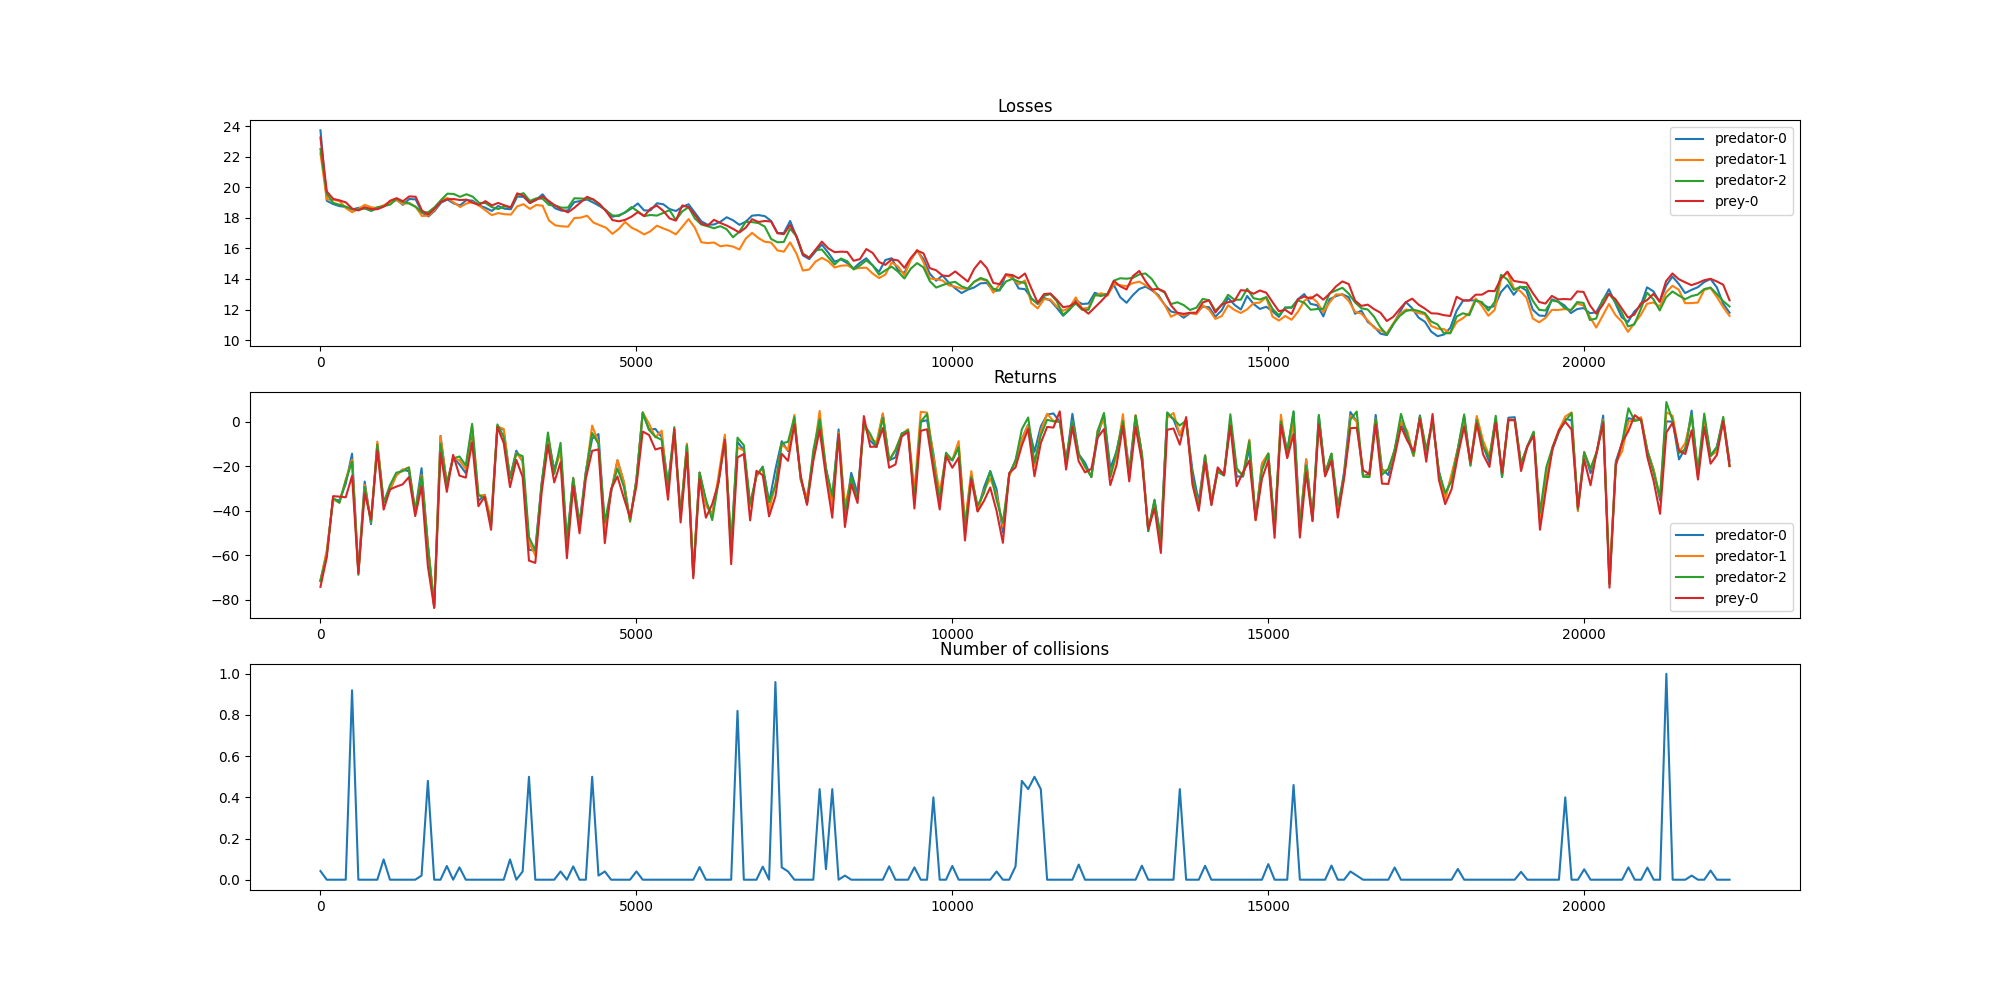 Losses
24
22
20
18
16
14
12
10
predator-0
predator-1
predator-2
prey-0
0 5000 10000 15000 20000
Returns
0
−20
−40
−60
−80
predator-0
predator-1
predator-2
prey-0
0 5000 10000 15000 20000
Number of collisions
1.0
0.8
0.6
0.4
0.2
0.0
0 5000 10000 15000 20000